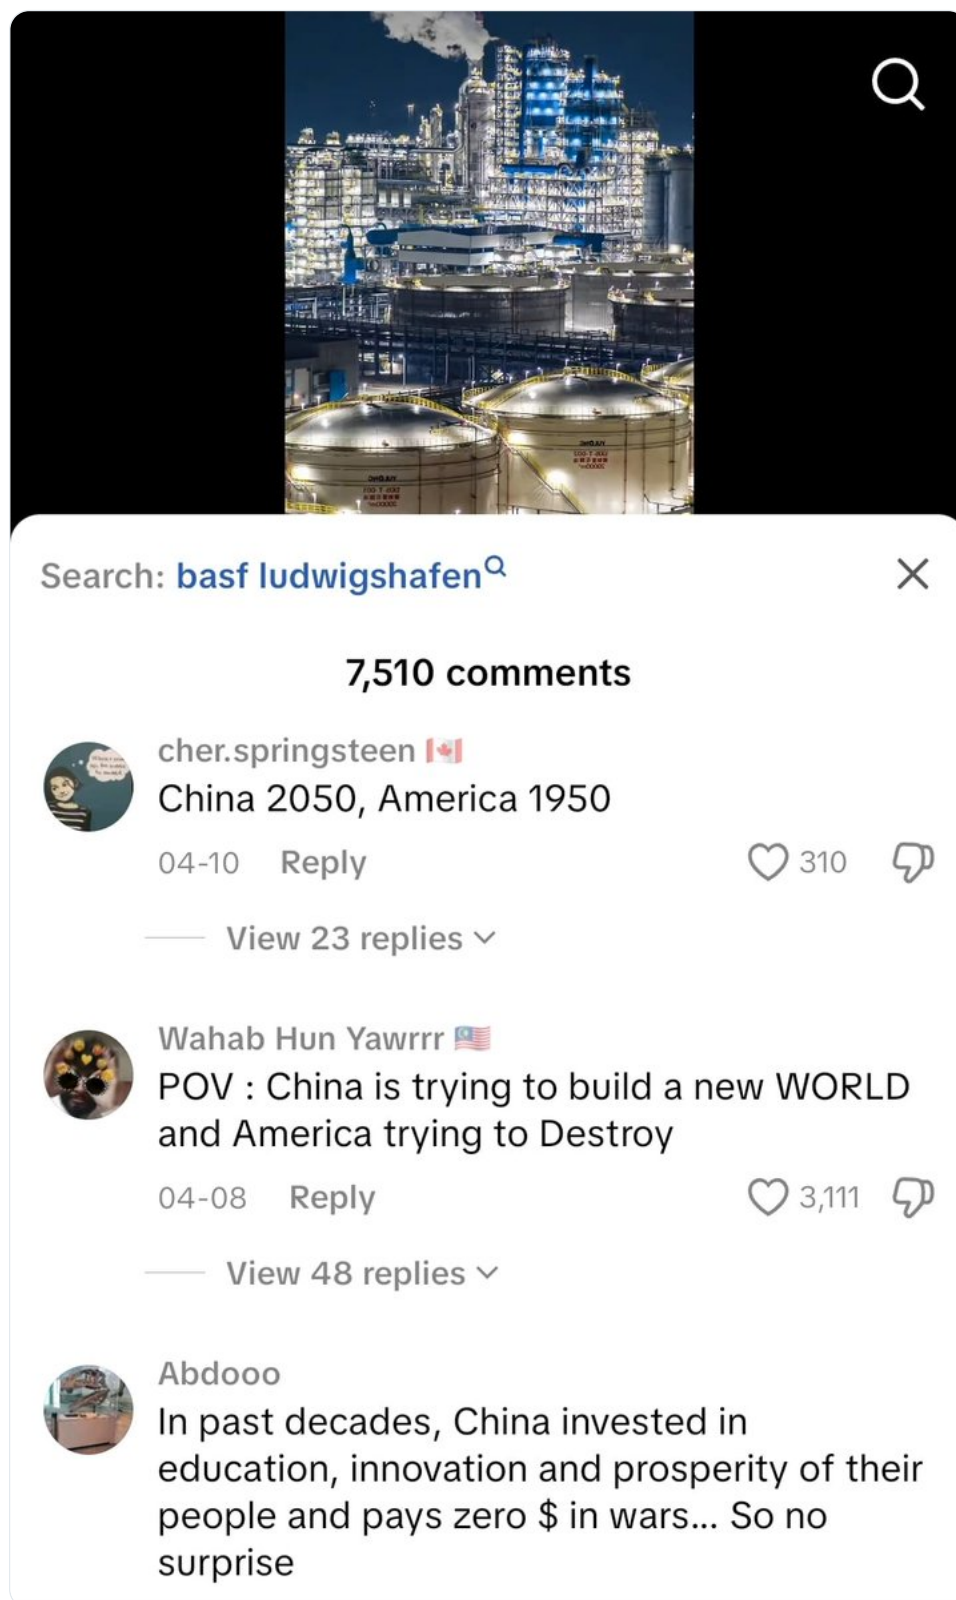 Search: basf ludwigshafen
7,510 comments
cher.springsteen 🇨🇦
China 2050, America 1950
04-10 Reply 310
View 23 replies
Wahab Hun Yawrrr 🇲🇾
POV : China is trying to build a new WORLD
and America trying to Destroy
04-08 Reply 3,111
View 48 replies
Abdooo
In past decades, China invested in
education, innovation and prosperity of their
people and pays zero $ in wars... So no
surprise